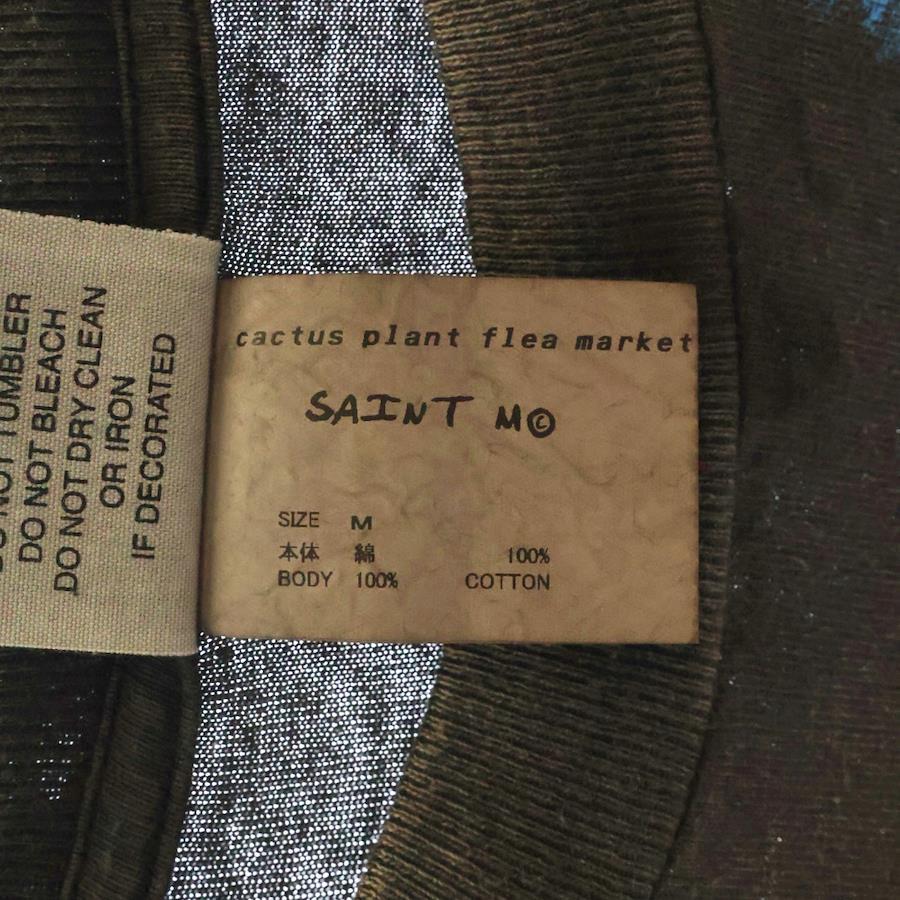 cactus plant flea market
SAINT M©
SIZE M
本体 綿 100%
BODY 100% COTTON
DO NOT TUMBLER
DO NOT BLEACH
DO NOT DRY CLEAN
OR IRON
IF DECORATED